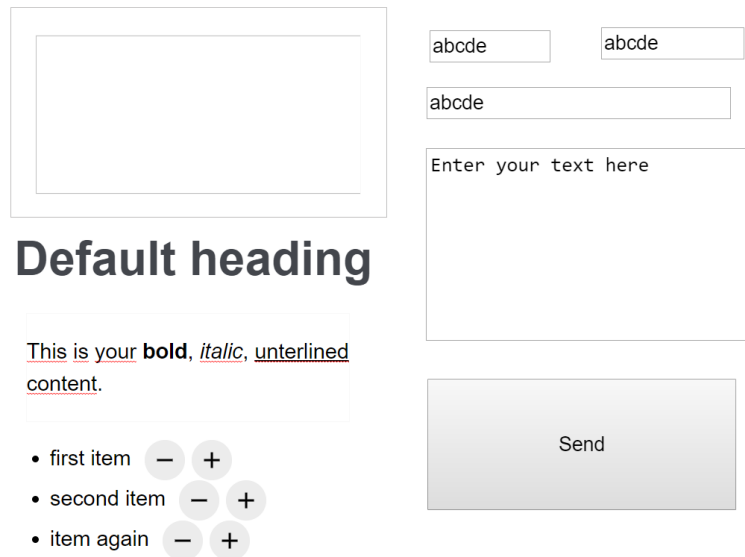 Default heading
This is your bold, italic, unterlined
content.
first item
second item
item again
abcde
abcde
abcde
Enter your text here
Send